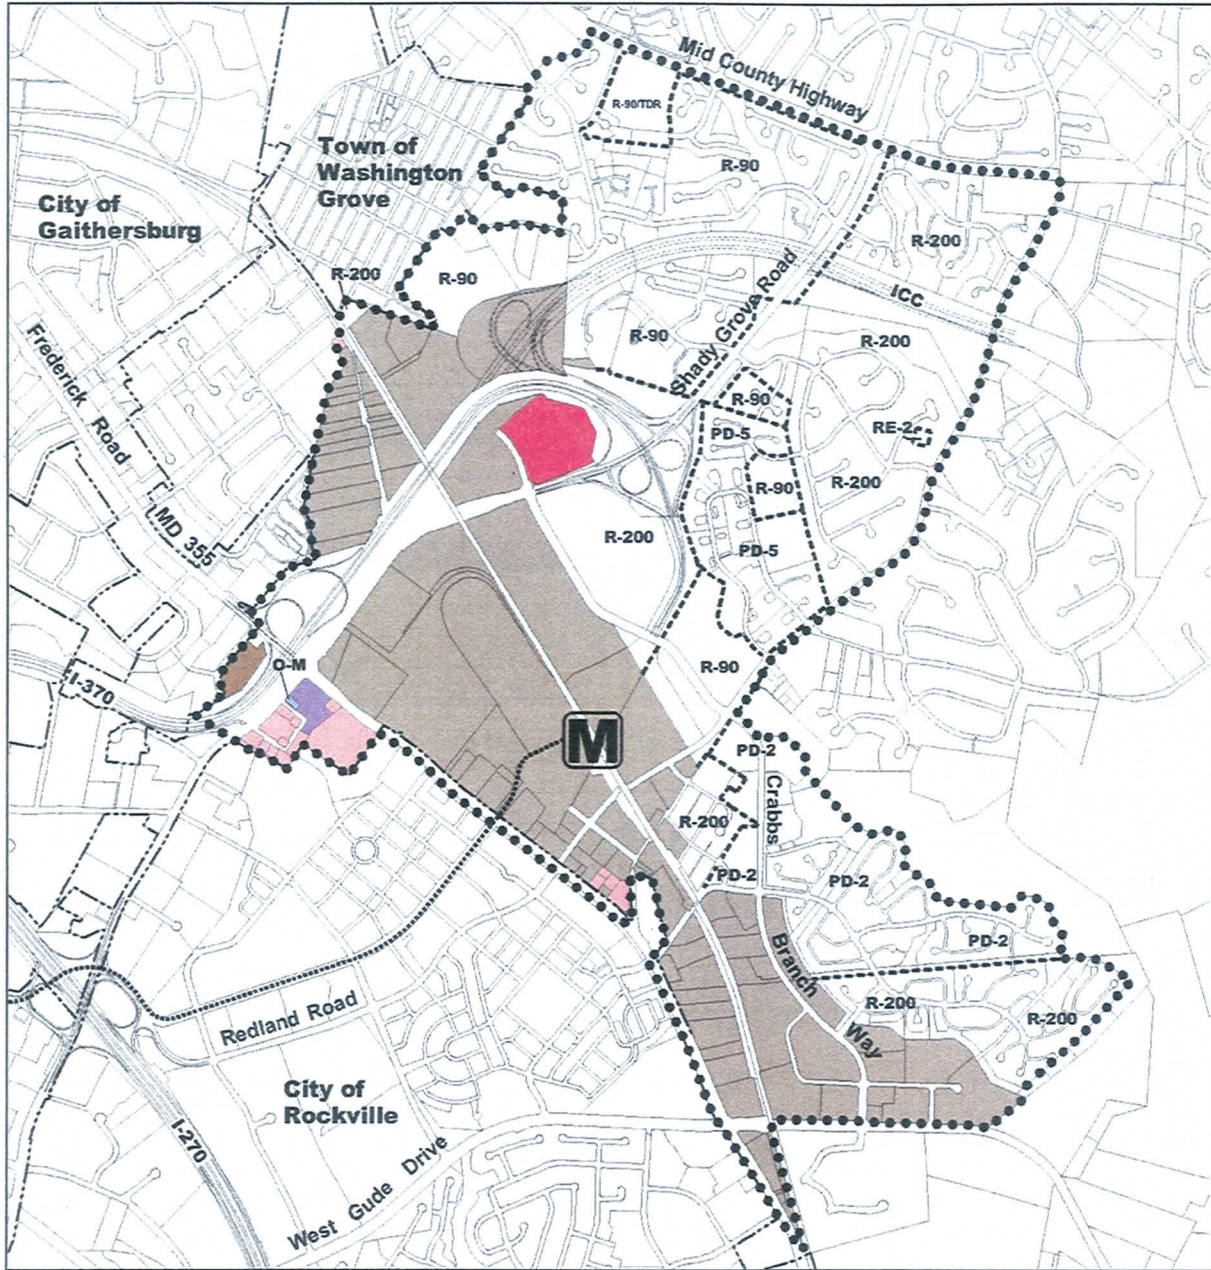 Mid County Highway
R-90/TDR
Town of
Washington
Grove
R-90
City of
Gaithersburg
R-200
R-200
R-90
ICC
Shady Grove Road
Frederick Road
R-90
R-200
R-90
RE-2
PD-5
R-200
R-90
MD 355
R-200
PD-5
O-M
R-90
I-370
M
PD-2
Crabbs
R-200
PD-2
PD-2
Branch
PD-2
R-200
R-200
Way
Redland Road
City of
Rockville
I-270
West Gude Drive